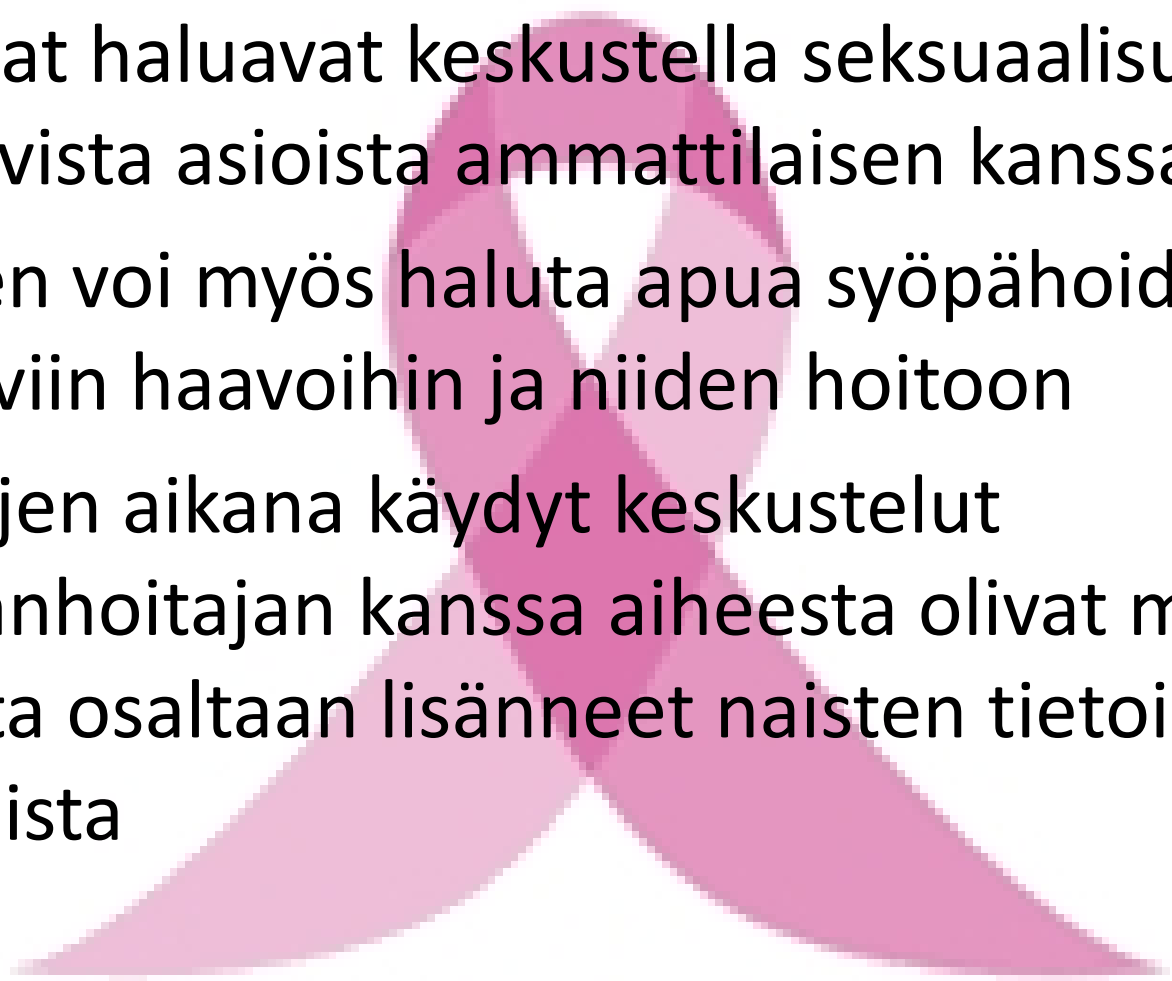 at haluavat keskustella seksuaalisu
vista asioista ammattilaisen kanssa
en voi myös haluta apua syöpähoid
viin haavoihin ja niiden hoitoon
jen aikana käydyt keskustelut
anhoitajan kanssa aiheesta olivat m
ta osaltaan lisänneet naisten tietoi
ista